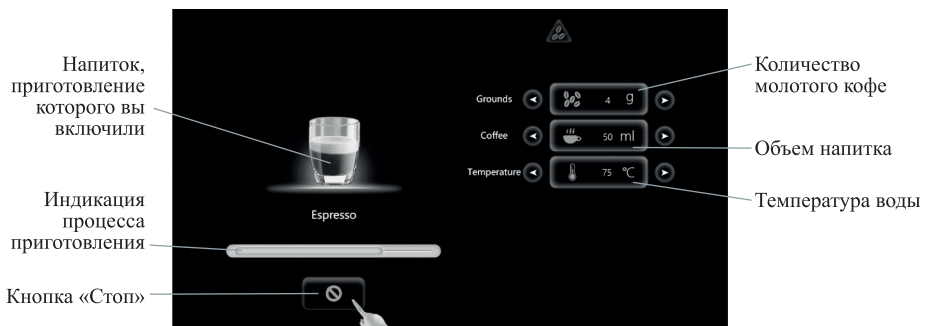 Напиток,
приготовление
которого вы
включили
Индикация
процесса
приготовления
Кнопка «Стоп»
Espresso
Grounds 4 g
Coffee 50 ml
Temperature 75 °C
Количество
молотого кофе
Объем напитка
Температура воды